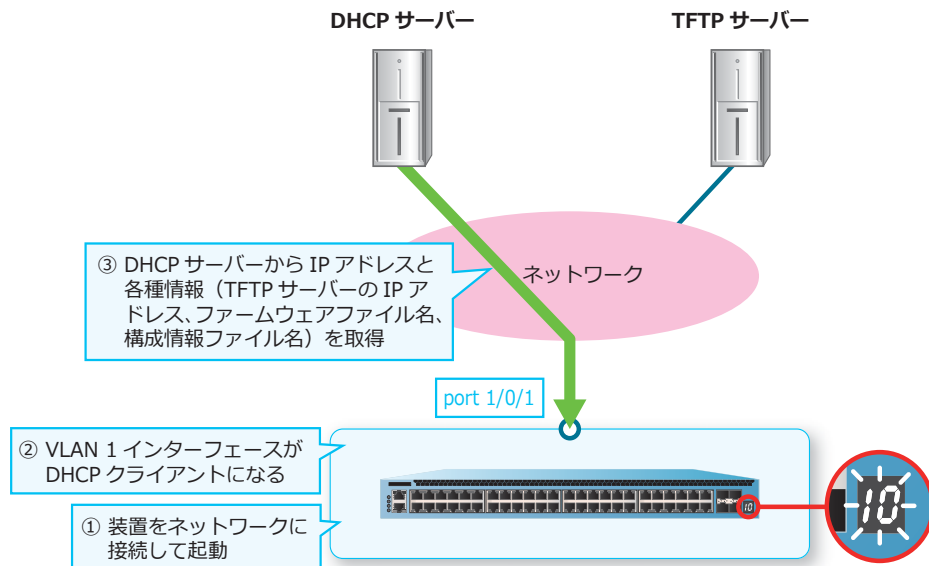 DHCP サーバー
TFTP サーバー
③ DHCP サーバーから IP アドレスと
各種情報（TFTP サーバーの IP ア
ドレス、ファームウェアファイル名、
構成情報ファイル名）を取得
ネットワーク
port 1/0/1
② VLAN 1 インターフェースが
DHCP クライアントになる
① 装置をネットワークに
接続して起動
10
10